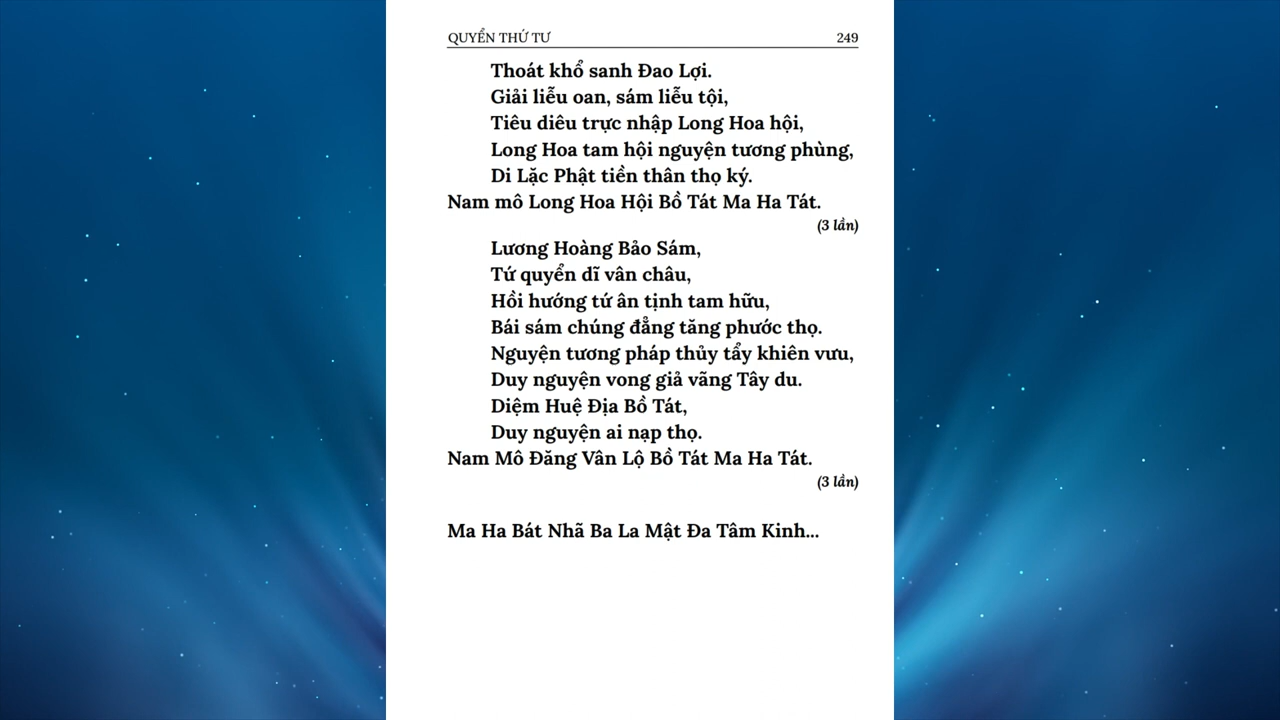 QUYỂN THỨ TƯ 249
Thoát khổ sanh Đao Lợi.
Giải liễu oan, sám liễu tội,
Tiêu diêu trực nhập Long Hoa hội,
Long Hoa tam hội nguyện tương phùng,
Di Lặc Phật tiền thân thọ ký.
Nam mô Long Hoa Hội Bồ Tát Ma Ha Tát.
(3 lần)
Lương Hoàng Bảo Sám,
Tứ quyển dĩ vân châu,
Hồi hướng tứ ân tịnh tam hữu,
Bái sám chúng đẳng tăng phước thọ.
Nguyện tương pháp thủy tẩy khiên vưu,
Duy nguyện vong giả vãng Tây du.
Diệm Huệ Địa Bồ Tát,
Duy nguyện ai nạp thọ.
Nam Mô Đăng Vân Lộ Bồ Tát Ma Ha Tát.
(3 lần)
Ma Ha Bát Nhã Ba La Mật Đa Tâm Kinh...